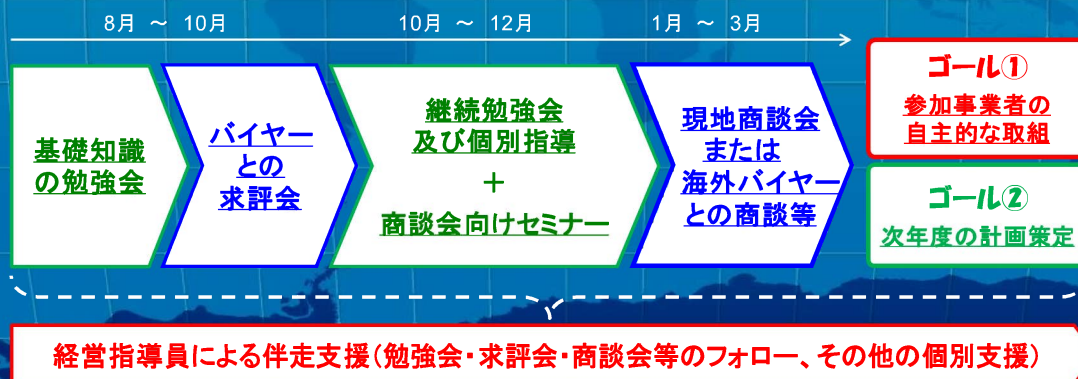 8月 ～ 10月
10月 ～ 12月
1月 ～ 3月
基礎知識
の勉強会
バイヤー
との
求評会
継続勉強会
及び個別指導
＋
商談会向けセミナー
現地商談会
または
海外バイヤー
との商談等
ゴール①
参加事業者の
自主的な取組
ゴール②
次年度の計画策定
経営指導員による伴走支援（勉強会・求評会・商談会等のフォロー、その他の個別支援）